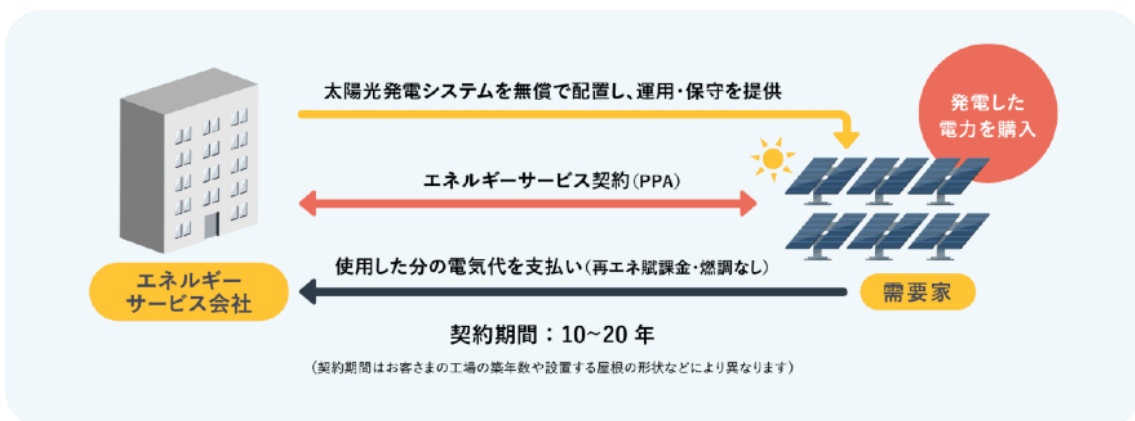 太陽光発電システムを無償で配置し、運用・保守を提供
発電した
電力を購入
エネルギーサービス契約(PPA)
使用した分の電気代を支払い(再エネ賦課金・燃調なし)
エネルギー
サービス会社
需要家
契約期間：10~20 年
(契約期間はお客さまの工場の築年数や設置する屋根の形状などにより異なります)